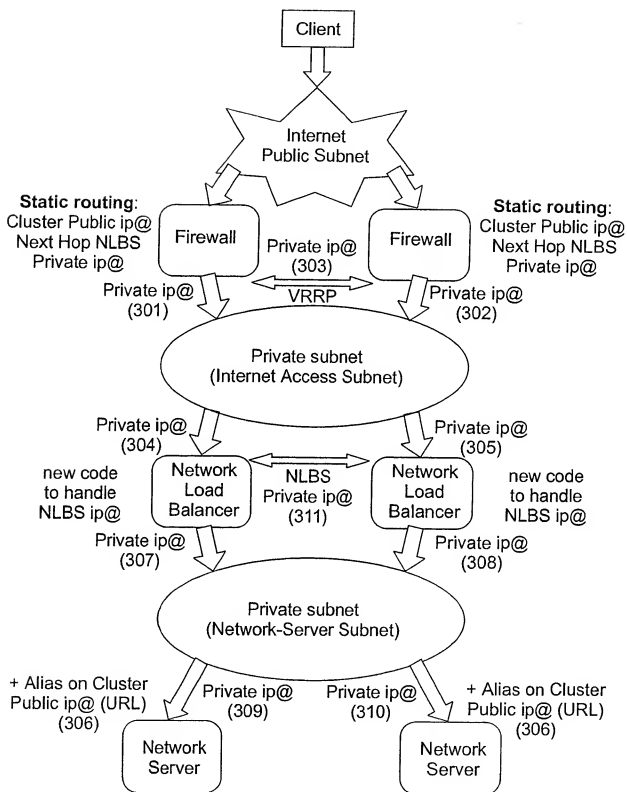 Client
Internet
Public Subnet
Static routing:
Cluster Public ip@
Next Hop NLBS
Private ip@
Firewall
Private ip@
(303)
VRRP
Firewall
Static routing:
Cluster Public ip@
Next Hop NLBS
Private ip@
Private ip@
(301)
Private ip@
(302)
Private subnet
(Internet Access Subnet)
Private ip@
(304)
Private ip@
(305)
new code
to handle
NLBS ip@
Network
Load
Balancer
NLBS
Private ip@
(311)
Network
Load
Balancer
new code
to handle
NLBS ip@
Private ip@
(307)
Private ip@
(308)
Private subnet
(Network-Server Subnet)
+ Alias on Cluster
Public ip@ (URL)
(306)
Private ip@
(309)
Private ip@
(310)
+ Alias on Cluster
Public ip@ (URL)
(306)
Network
Server
Network
Server